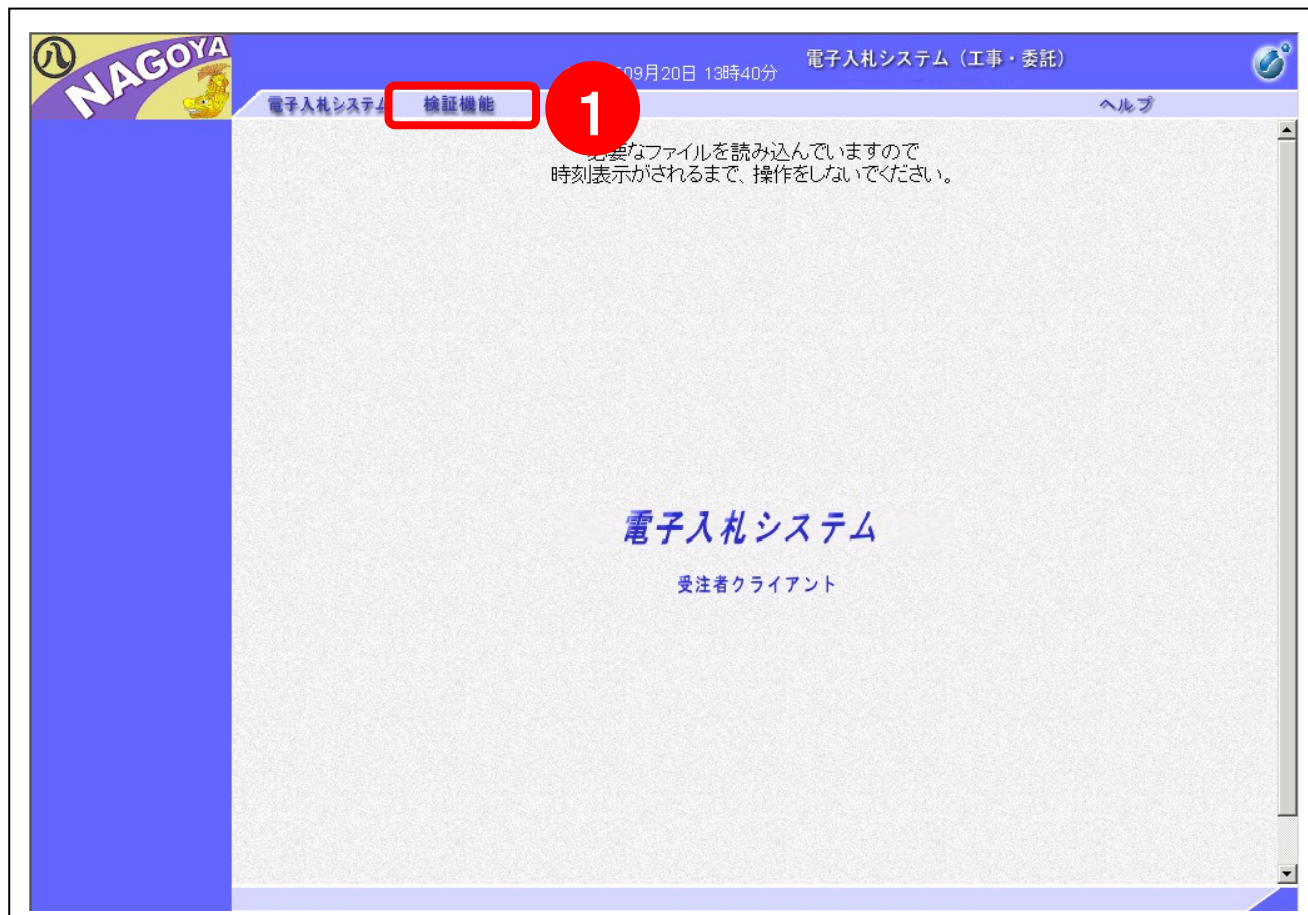 八
NAGOYA
09月20日 13時40分
電子入札システム（工事・委託）
電子入札システム
検証機能
1
ヘルプ
必要なファイルを読み込んでいますので
時刻表示がされるまで、操作をしないでください。
電子入札システム
受注者クライアント